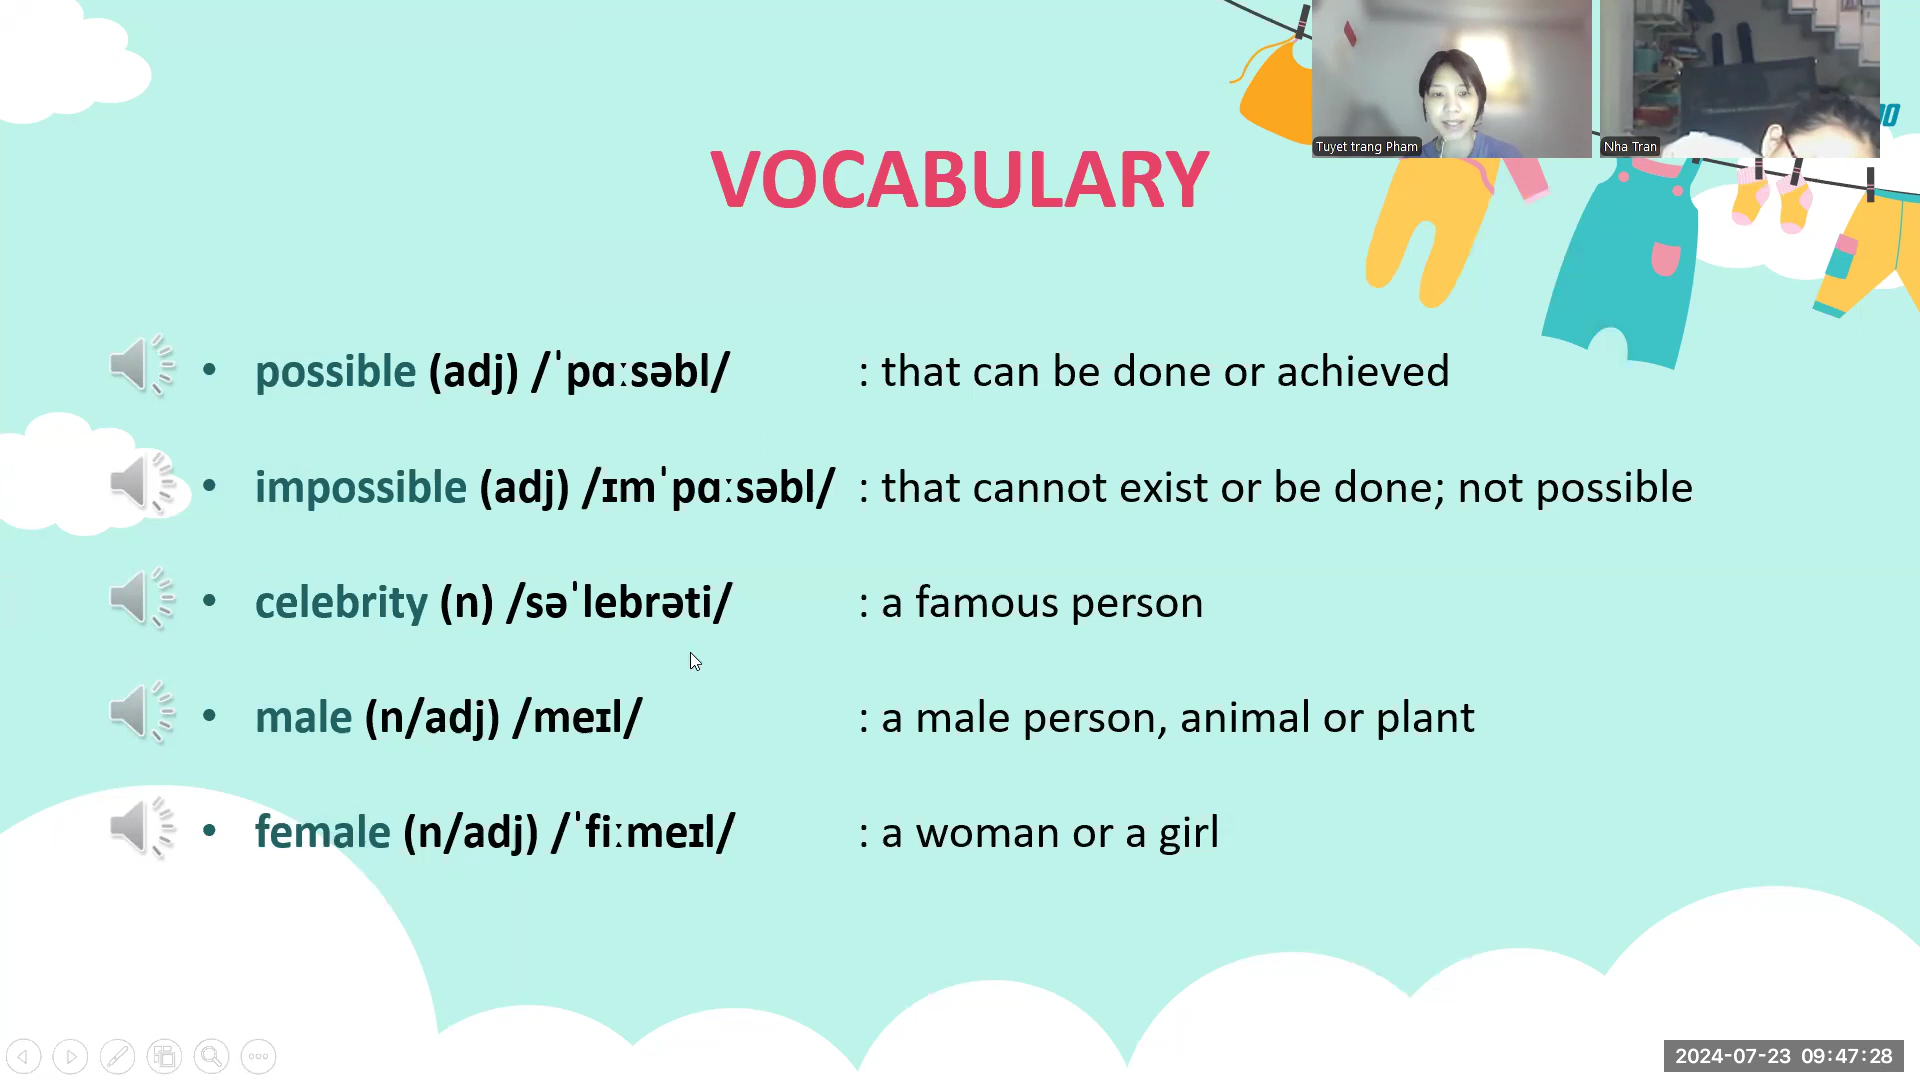 Tuyet trang Pham
Nha Tran
VOCABULARY
• possible (adj) /ˈpɑːsəbl/ : that can be done or achieved
• impossible (adj) /ɪmˈpɑːsəbl/ : that cannot exist or be done; not possible
• celebrity (n) /səˈlebrəti/ : a famous person
• male (n/adj) /meɪl/ : a male person, animal or plant
• female (n/adj) /ˈfiːmeɪl/ : a woman or a girl
2024-07-23 09:47:28